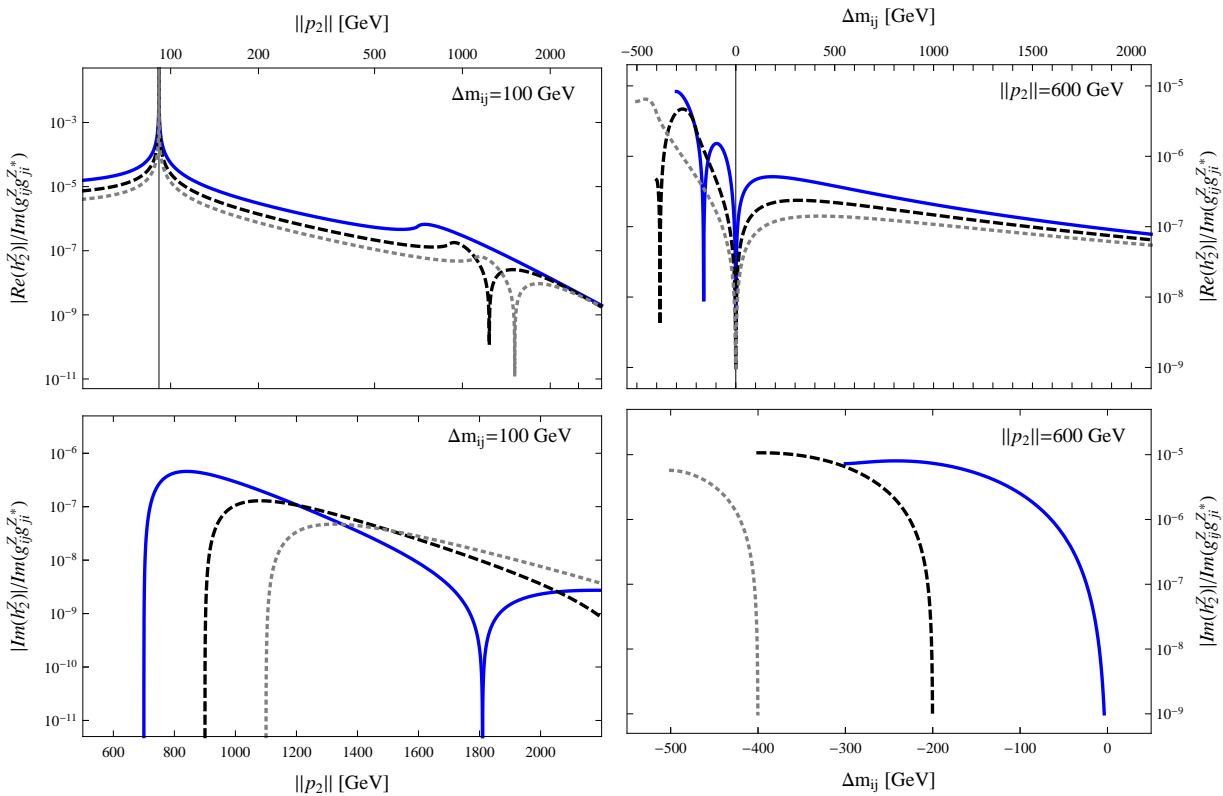 ||p₂|| [GeV]
100 200 500 1000 2000
Δm_ij=100 GeV
10⁻³
10⁻⁵
10⁻⁷
10⁻⁹
10⁻¹¹
|Re(h₂^Z)|/Im(g_ij^Z g_ji^Z*)
Δm_ij [GeV]
−500 0 500 1000 1500 2000
||p₂||=600 GeV
10⁻⁵
10⁻⁶
10⁻⁷
10⁻⁸
10⁻⁹
|Re(h₂^Z)|/Im(g_ij^Z g_ji^Z*)
Δm_ij=100 GeV
10⁻⁶
10⁻⁷
10⁻⁸
10⁻⁹
10⁻¹⁰
10⁻¹¹
|Im(h₂^Z)|/Im(g_ij^Z g_ji^Z*)
600 800 1000 1200 1400 1600 1800 2000
||p₂|| [GeV]
||p₂||=600 GeV
10⁻⁵
10⁻⁶
10⁻⁷
10⁻⁸
10⁻⁹
|Im(h₂^Z)|/Im(g_ij^Z g_ji^Z*)
−500 −400 −300 −200 −100 0
Δm_ij [GeV]